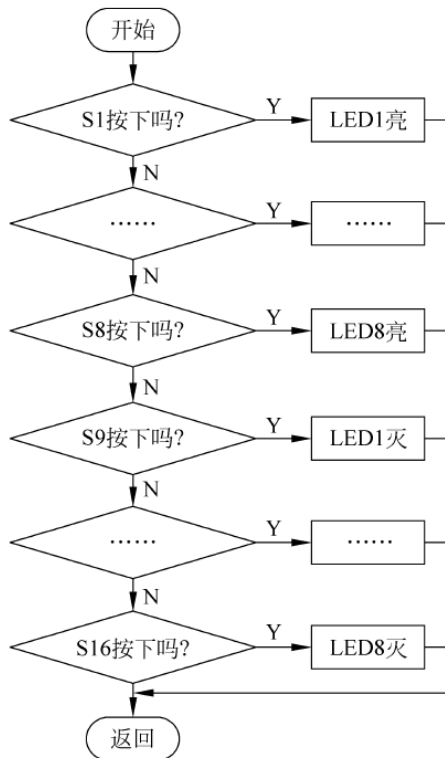 开始
S1按下吗?
Y
LED1亮
N
……
Y
……
N
S8按下吗?
Y
LED8亮
N
S9按下吗?
Y
LED1灭
N
……
Y
……
N
S16按下吗?
Y
LED8灭
返回